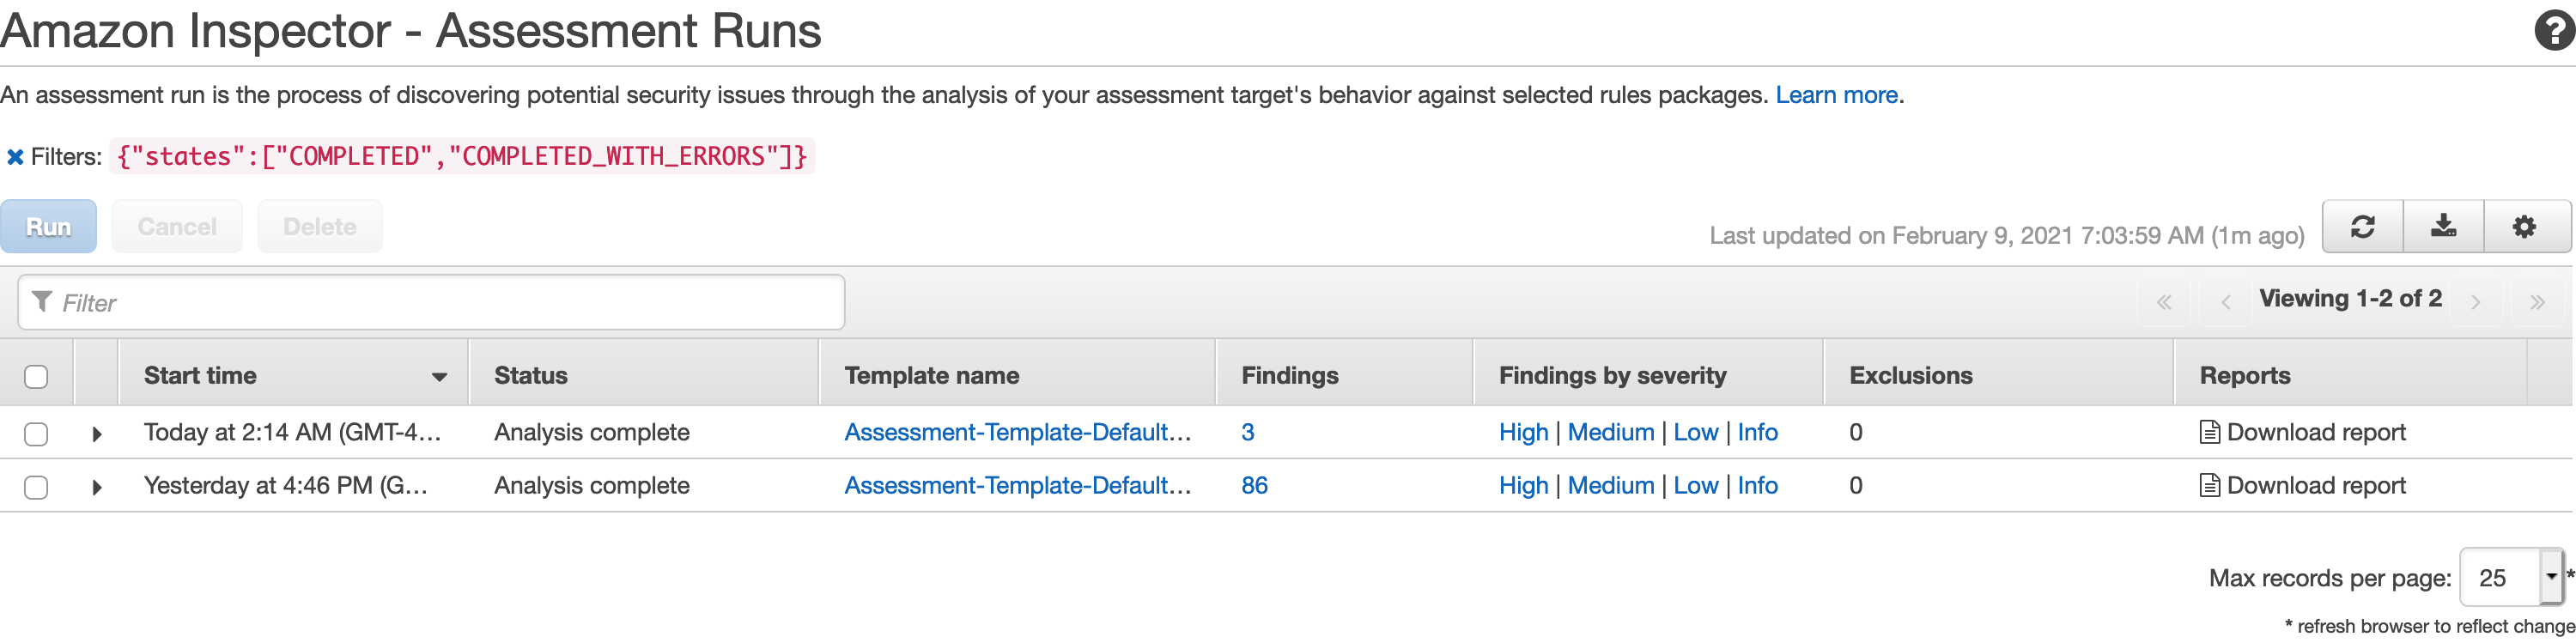 Amazon Inspector - Assessment Runs
An assessment run is the process of discovering potential security issues through the analysis of your assessment target's behavior against selected rules packages. Learn more.
Filters: {"states":["COMPLETED","COMPLETED_WITH_ERRORS"]}
Run Cancel Delete Last updated on February 9, 2021 7:03:59 AM (1m ago)
Filter Viewing 1-2 of 2
Start time Status Template name Findings Findings by severity Exclusions Reports
Today at 2:14 AM (GMT-4... Analysis complete Assessment-Template-Default... 3 High | Medium | Low | Info 0 Download report
Yesterday at 4:46 PM (G... Analysis complete Assessment-Template-Default... 86 High | Medium | Low | Info 0 Download report
Max records per page: 25 *
* refresh browser to reflect change